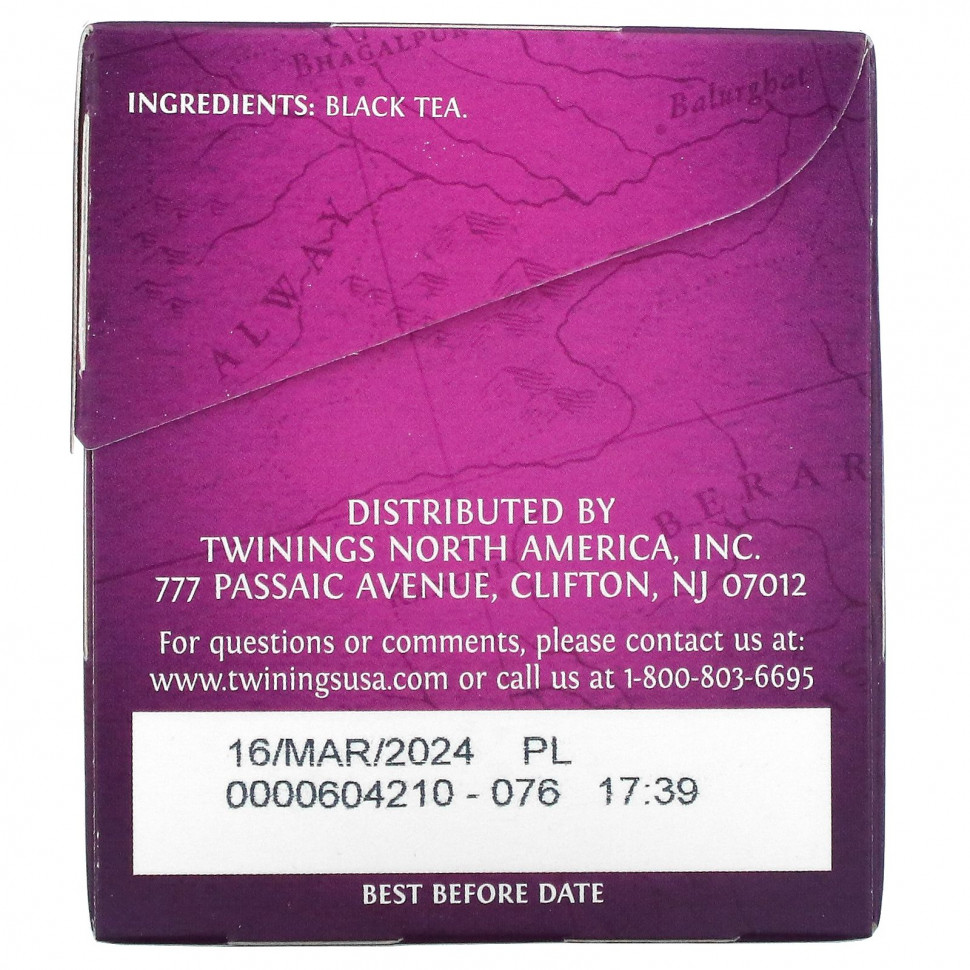 BHAGALPUR
Balurghat
INGREDIENTS: BLACK TEA.
ALWAY
BERAR
DISTRIBUTED BY
TWININGS NORTH AMERICA, INC.
777 PASSAIC AVENUE, CLIFTON, NJ 07012
For questions or comments, please contact us at:
www.twiningsusa.com or call us at 1-800-803-6695
16/MAR/2024 PL
0000604210 - 076 17:39
BEST BEFORE DATE